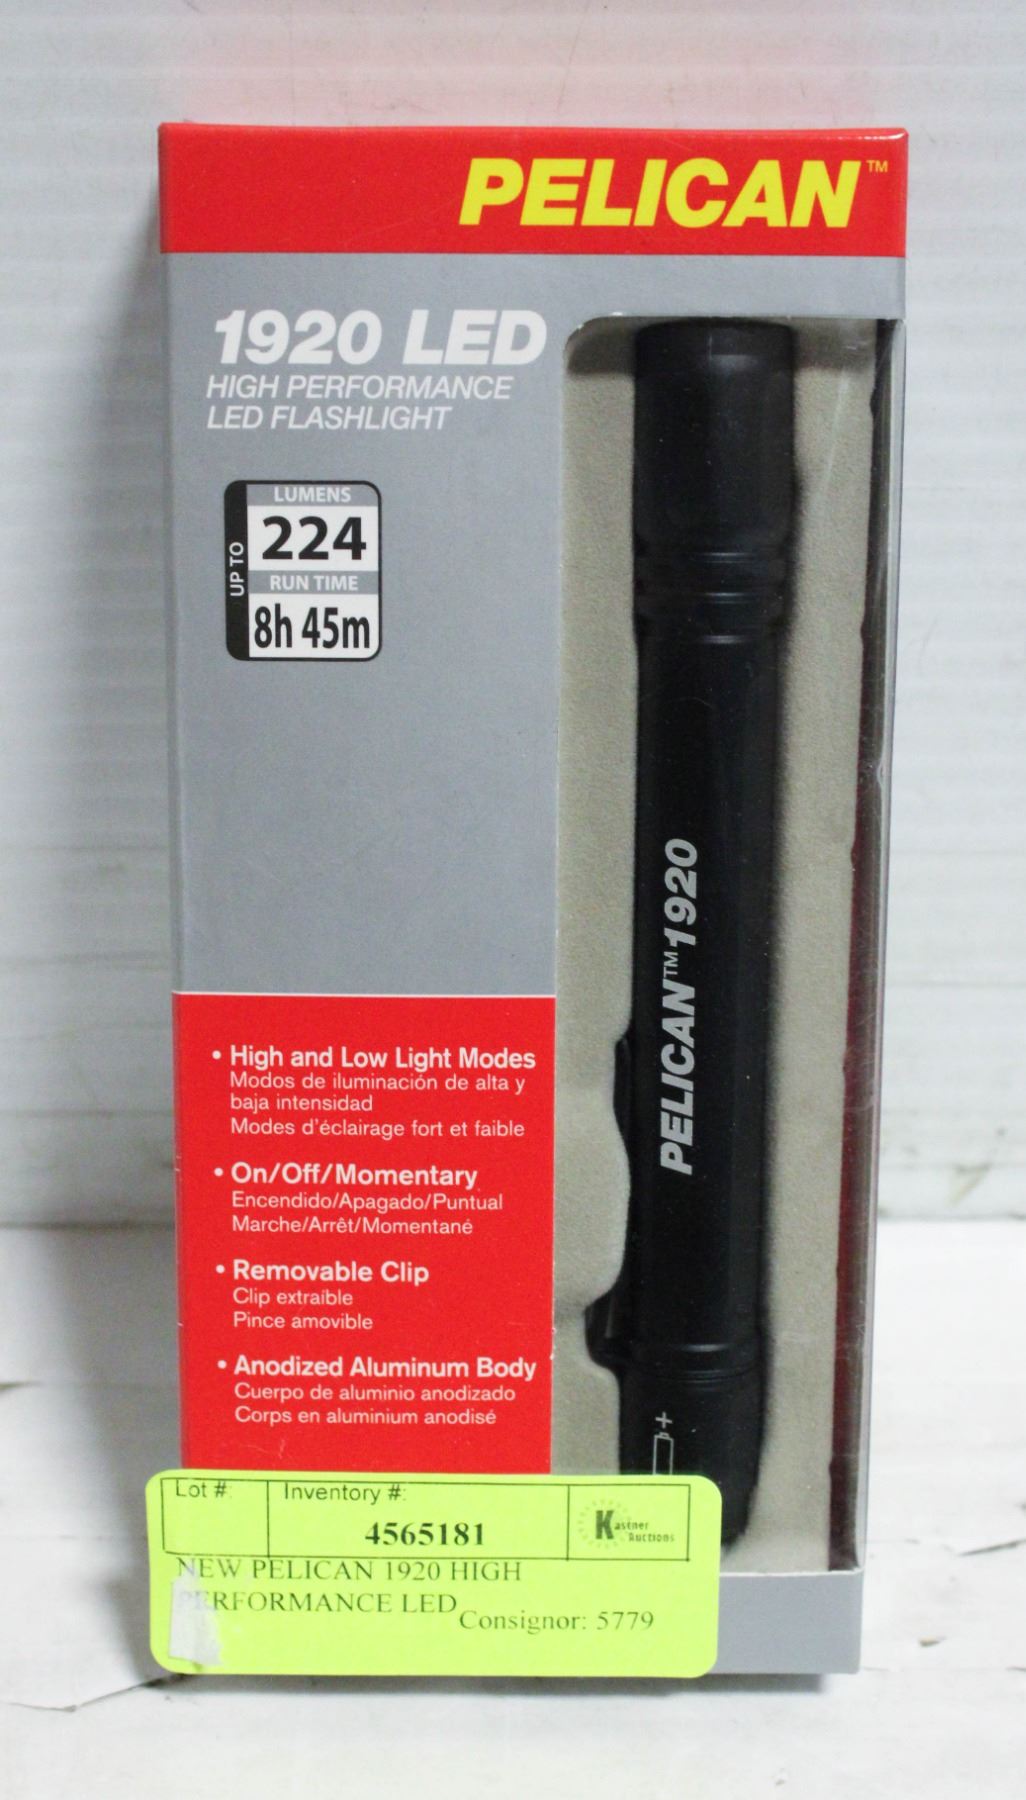 PELICAN™
1920 LED
HIGH PERFORMANCE
LED FLASHLIGHT
UP TO
LUMENS
224
RUN TIME
8h 45m
PELICAN™1920
+
• High and Low Light Modes
Modos de iluminación de alta y
baja intensidad
Modes d'éclairage fort et faible
• On/Off/Momentary
Encendido/Apagado/Puntual
Marche/Arrêt/Momentané
• Removable Clip
Clip extraíble
Pince amovible
• Anodized Aluminum Body
Cuerpo de aluminio anodizado
Corps en aluminium anodisé
Lot #:
Inventory #:
4565181
Kastner
Auctions
NEW PELICAN 1920 HIGH
PERFORMANCE LED
Consignor: 5779